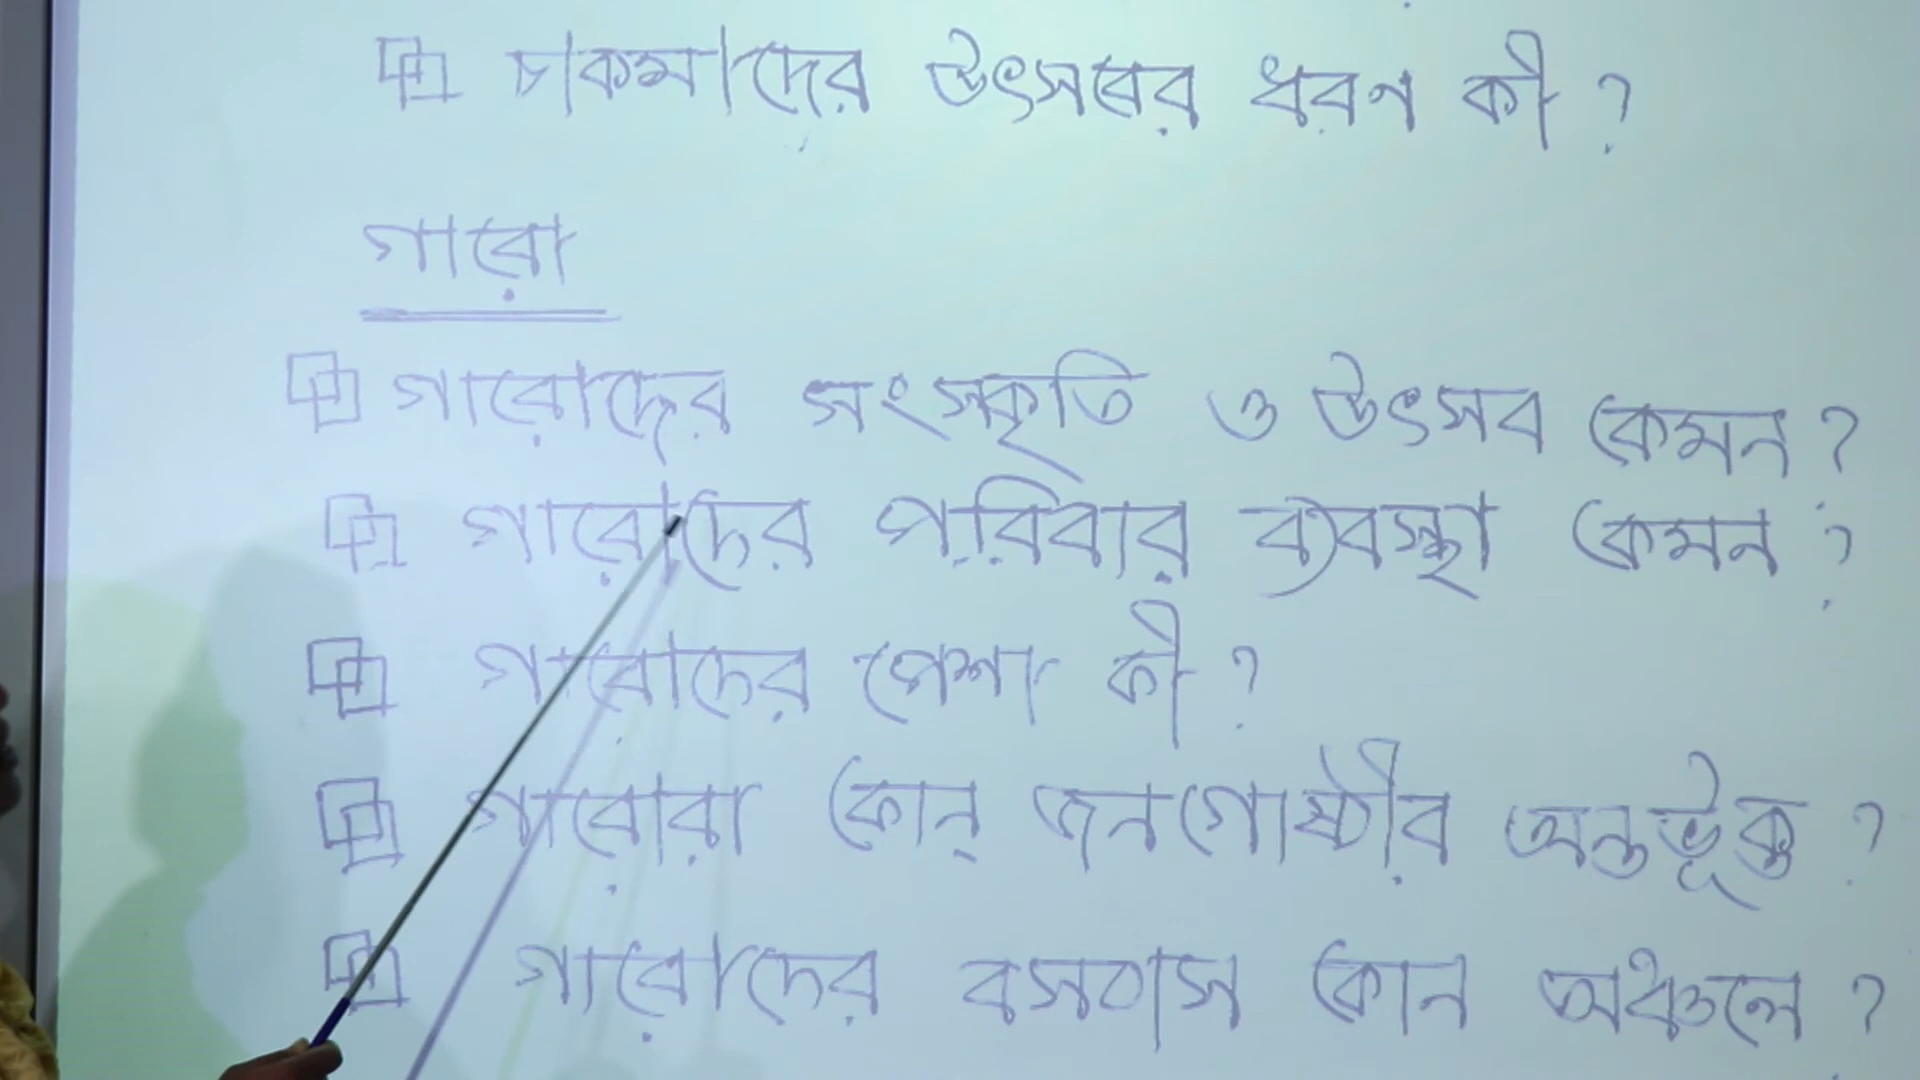 চাকমাদের উৎসবের ধরণ কী ?
গারো
গারোদের সংস্কৃতি ও উৎসব কেমন ?
গারোদের পরিবার ব্যবস্থা কেমন ?
গারোদের পেশা কী ?
গারোরা কোন্ জনগোষ্ঠীর অন্তর্ভূক্ত ?
গারোদের বসবাস কোন অঞ্চলে ?